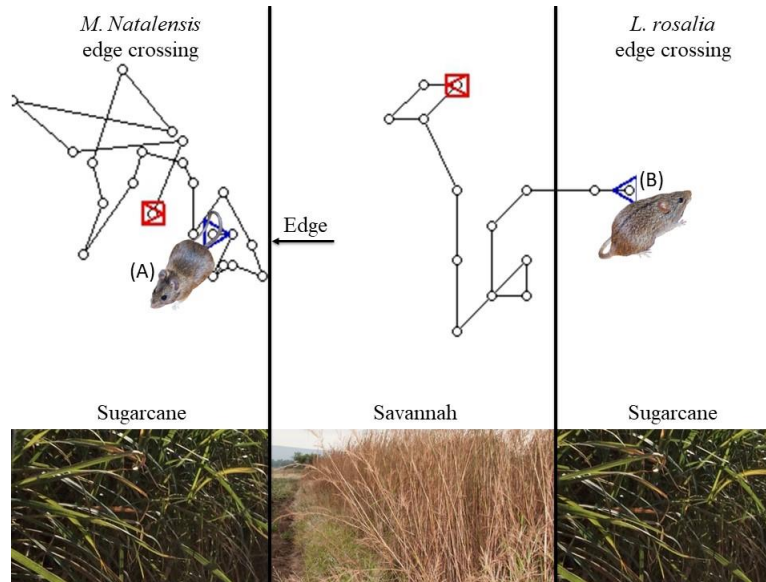 M. Natalensis
edge crossing
L. rosalia
edge crossing
(B)
Edge
(A)
Sugarcane
Savannah
Sugarcane